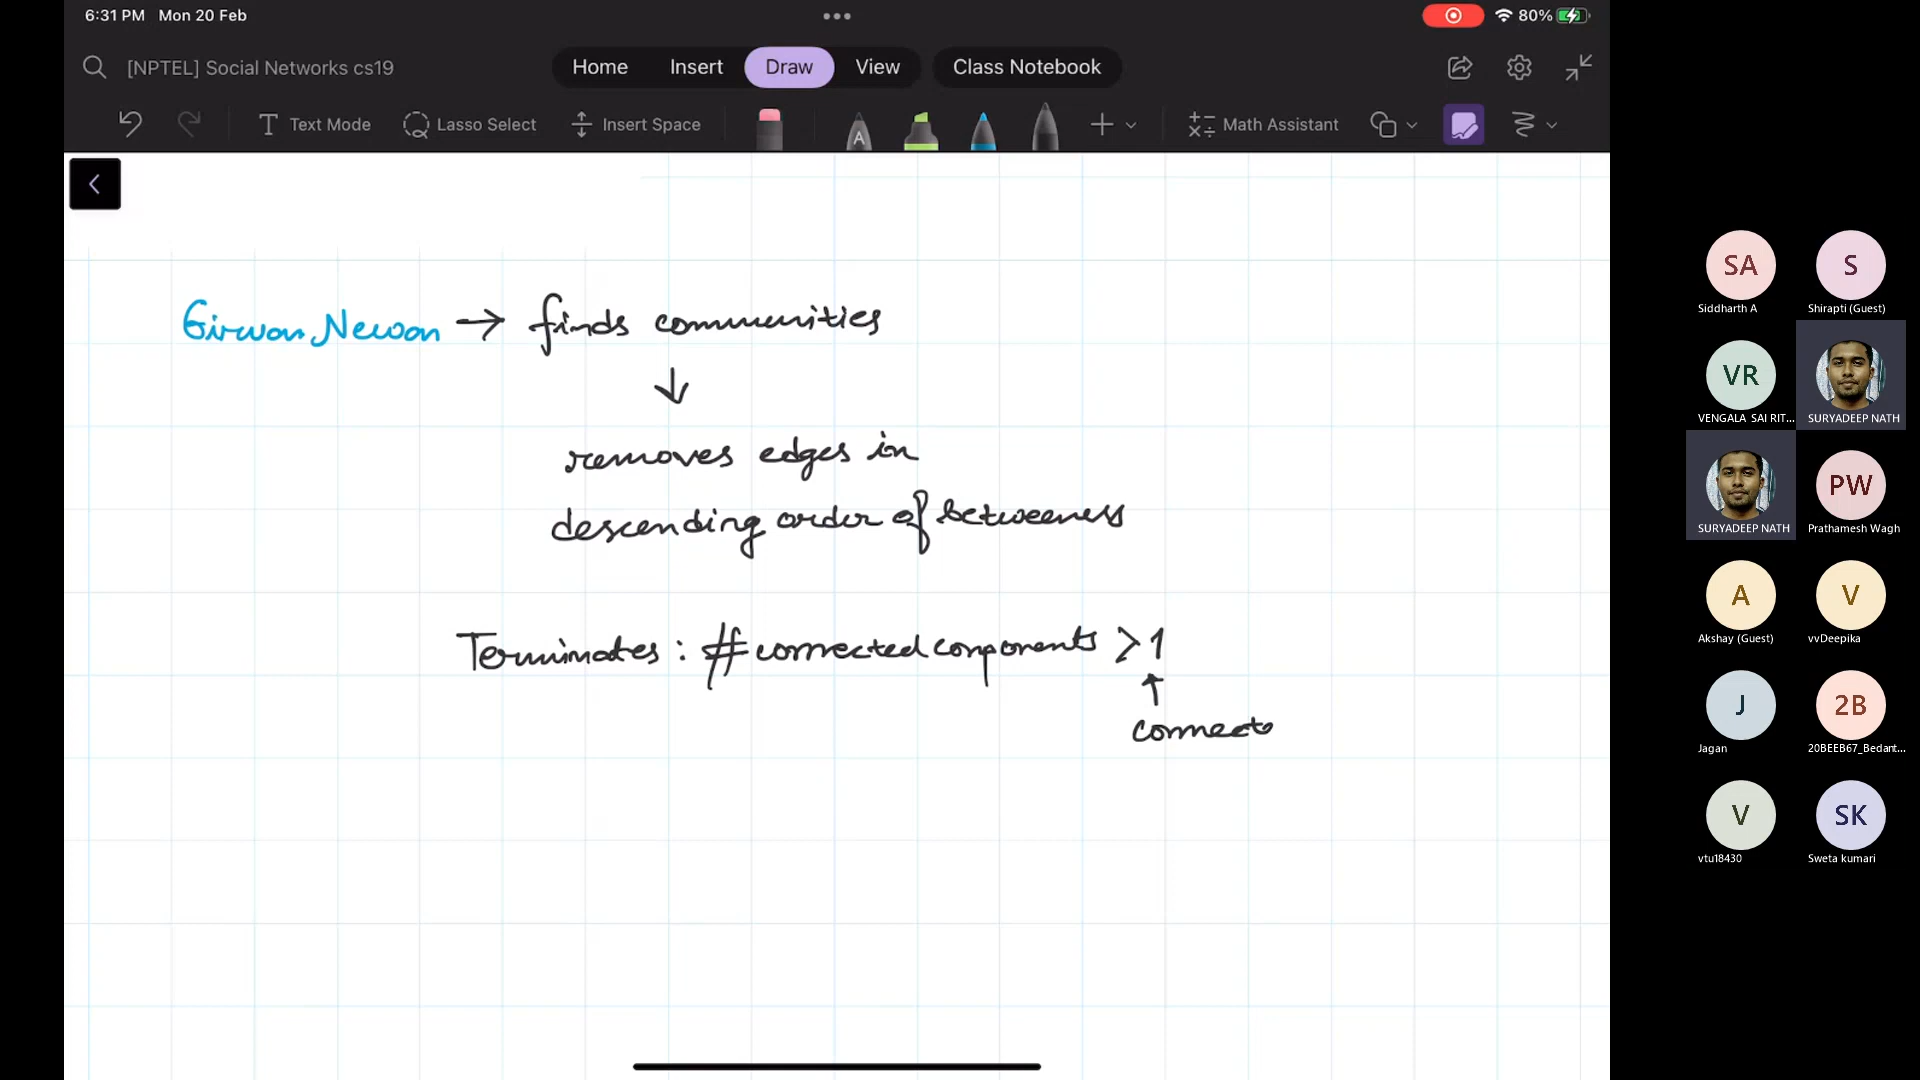 6:31 PM Mon 20 Feb
80%
[NPTEL] Social Networks cs19
Home Insert Draw View Class Notebook
Text Mode Lasso Select Insert Space A Math Assistant
Girwan Newan → finds communities
↓
removes edges in
descending order of betweeness
Terminates : # connected components > 1
↑
connecte
SA S
Siddharth A Shirapti (Guest)
VR
VENGALA SAI RIT... SURYADEEP NATH
PW
SURYADEEP NATH Prathamesh Wagh
A V
Akshay (Guest) vvDeepika
J 2B
Jagan 20BEEB67_Bedant...
V SK
vtu18430 Sweta kumari